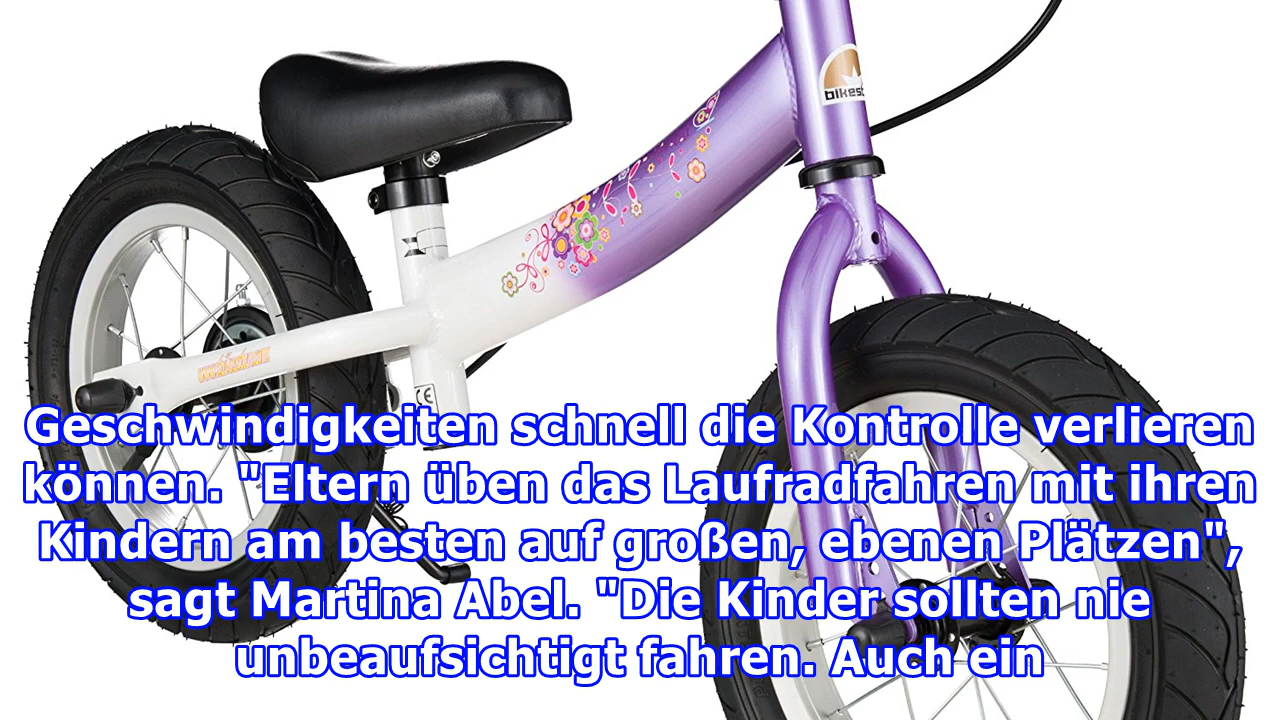 bikest
Geschwindigkeiten schnell die Kontrolle verlieren
können. "Eltern üben das Laufradfahren mit ihren
Kindern am besten auf großen, ebenen Plätzen",
sagt Martina Abel. "Die Kinder sollten nie
unbeaufsichtigt fahren. Auch ein